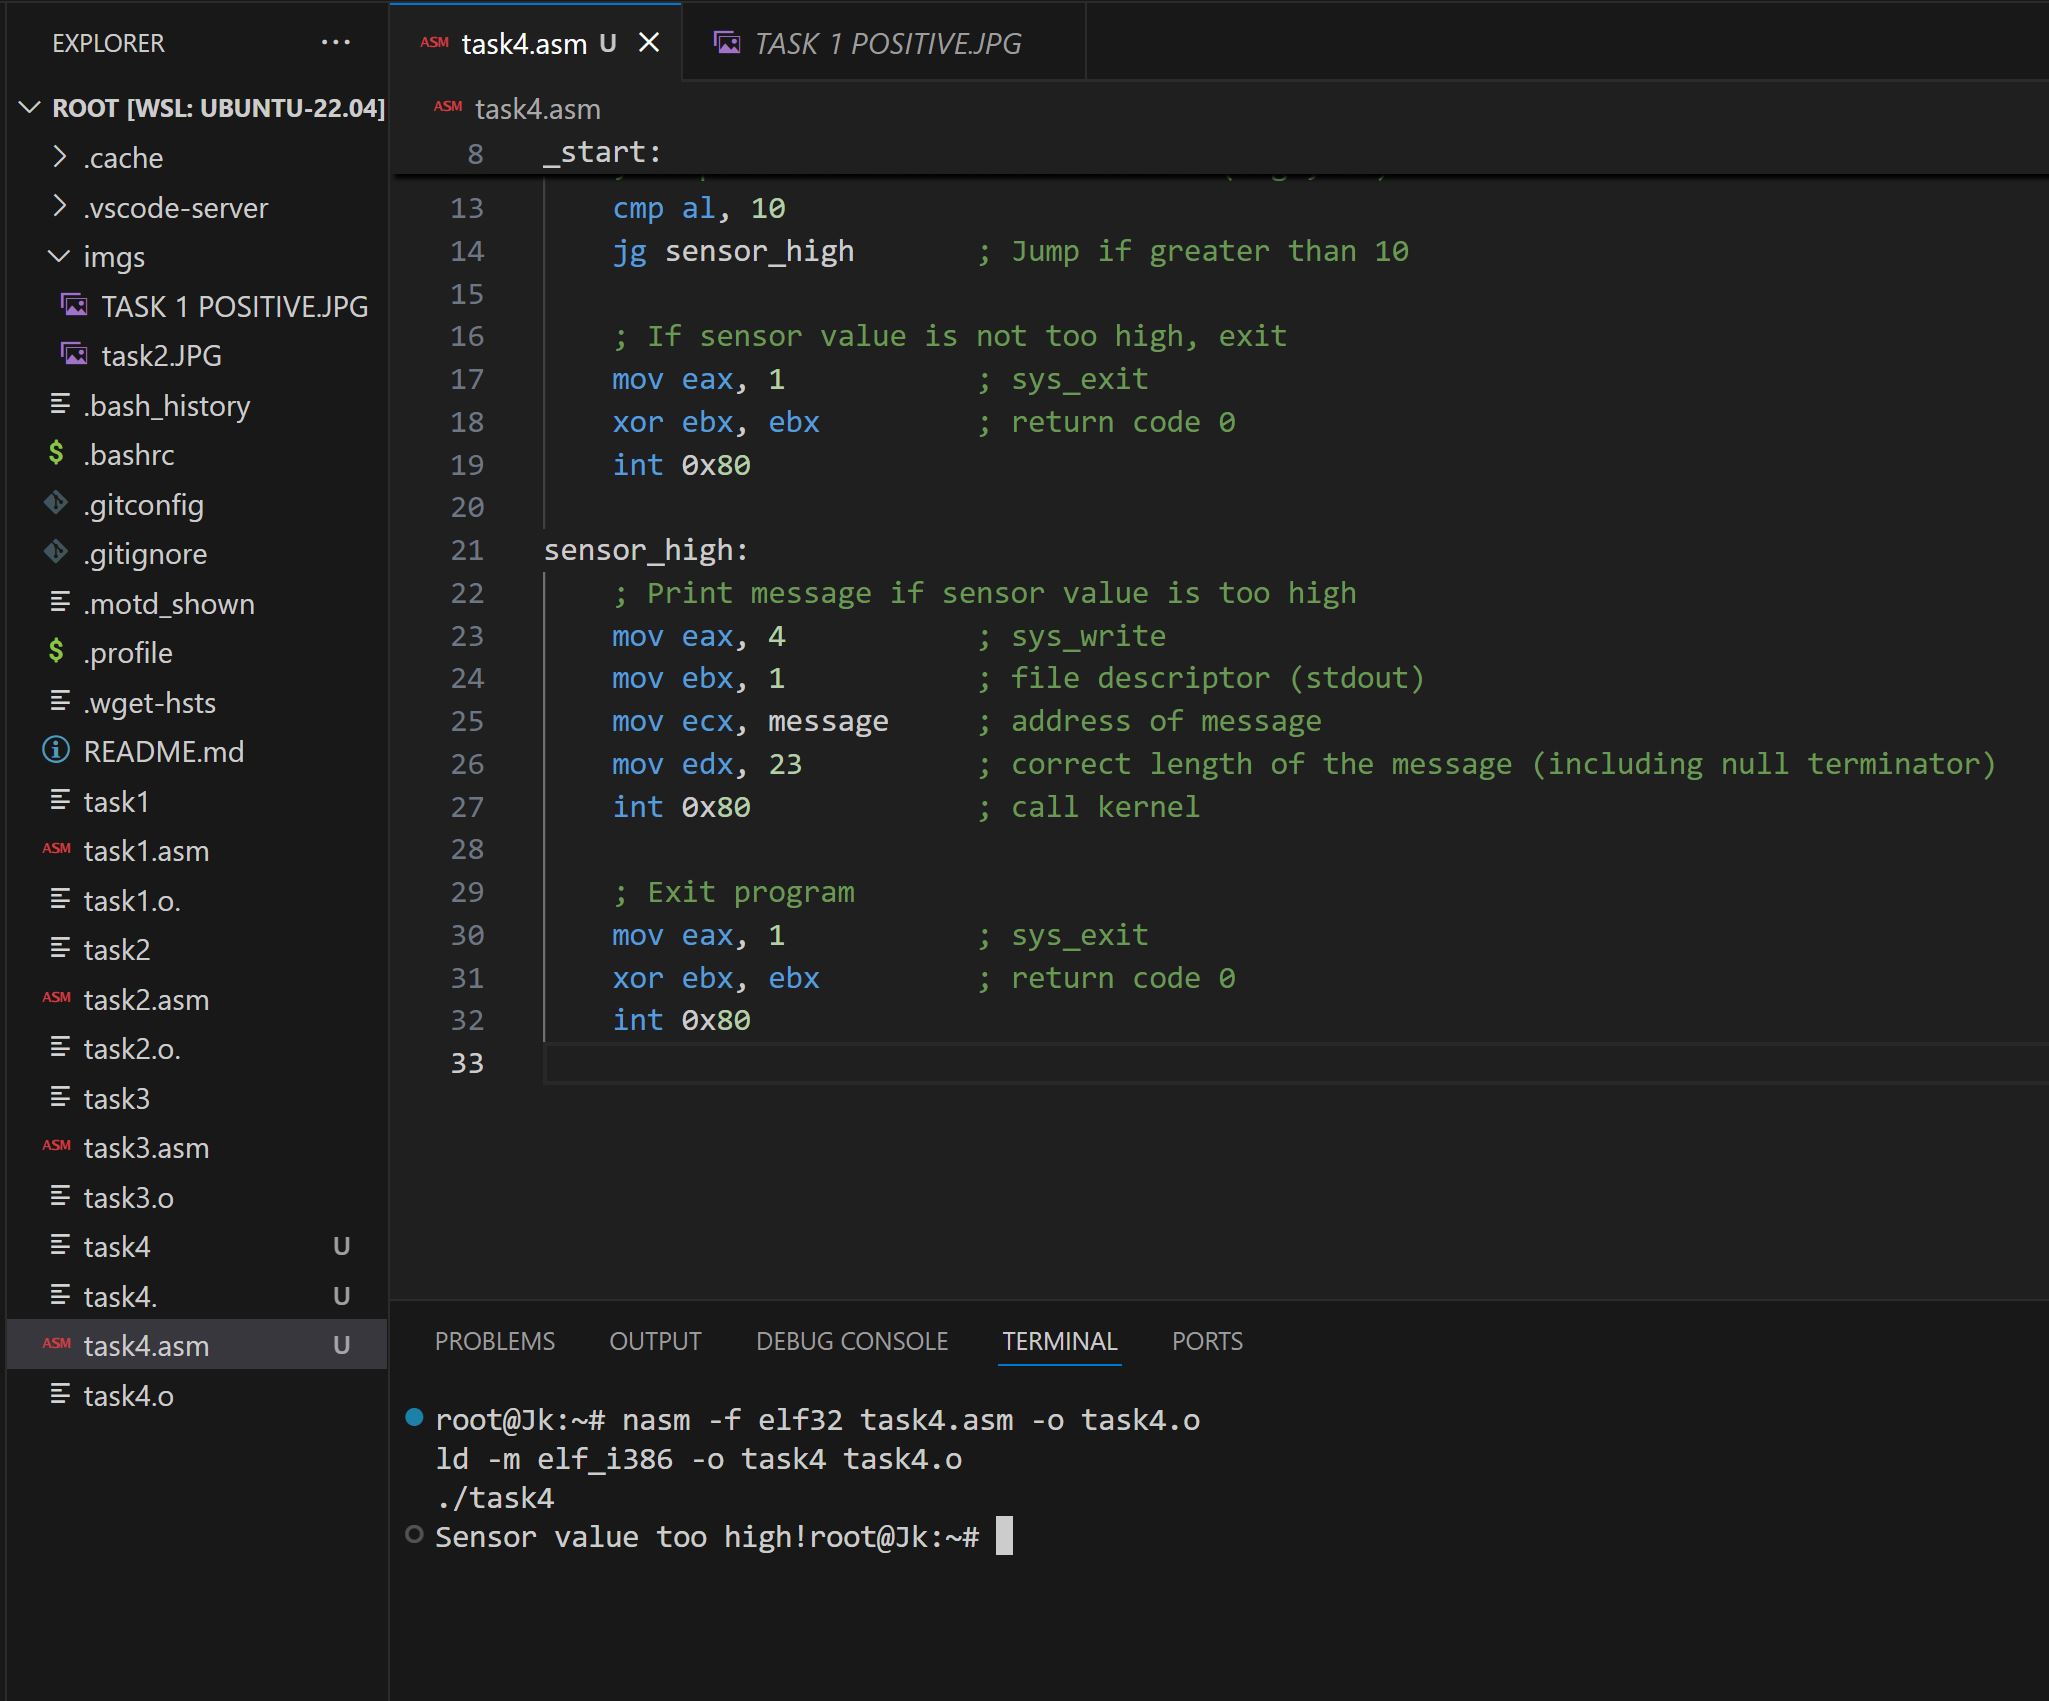 EXPLORER ...
ROOT [WSL: UBUNTU-22.04]
.cache
.vscode-server
imgs
TASK 1 POSITIVE.JPG
task2.JPG
.bash_history
$ .bashrc
.gitconfig
.gitignore
.motd_shown
$ .profile
.wget-hsts
README.md
task1
ASM task1.asm
task1.o.
task2
ASM task2.asm
task2.o.
task3
ASM task3.asm
task3.o
task4 U
task4. U
ASM task4.asm U
task4.o
ASM task4.asm U
TASK 1 POSITIVE.JPG
ASM task4.asm
8 _start:
13 cmp al, 10
14 jg sensor_high ; Jump if greater than 10
15
16 ; If sensor value is not too high, exit
17 mov eax, 1 ; sys_exit
18 xor ebx, ebx ; return code 0
19 int 0x80
20
21 sensor_high:
22 ; Print message if sensor value is too high
23 mov eax, 4 ; sys_write
24 mov ebx, 1 ; file descriptor (stdout)
25 mov ecx, message ; address of message
26 mov edx, 23 ; correct length of the message (including null terminator)
27 int 0x80 ; call kernel
28
29 ; Exit program
30 mov eax, 1 ; sys_exit
31 xor ebx, ebx ; return code 0
32 int 0x80
33
PROBLEMS OUTPUT DEBUG CONSOLE TERMINAL PORTS
root@Jk:~# nasm -f elf32 task4.asm -o task4.o
ld -m elf_i386 -o task4 task4.o
./task4
Sensor value too high!root@Jk:~#